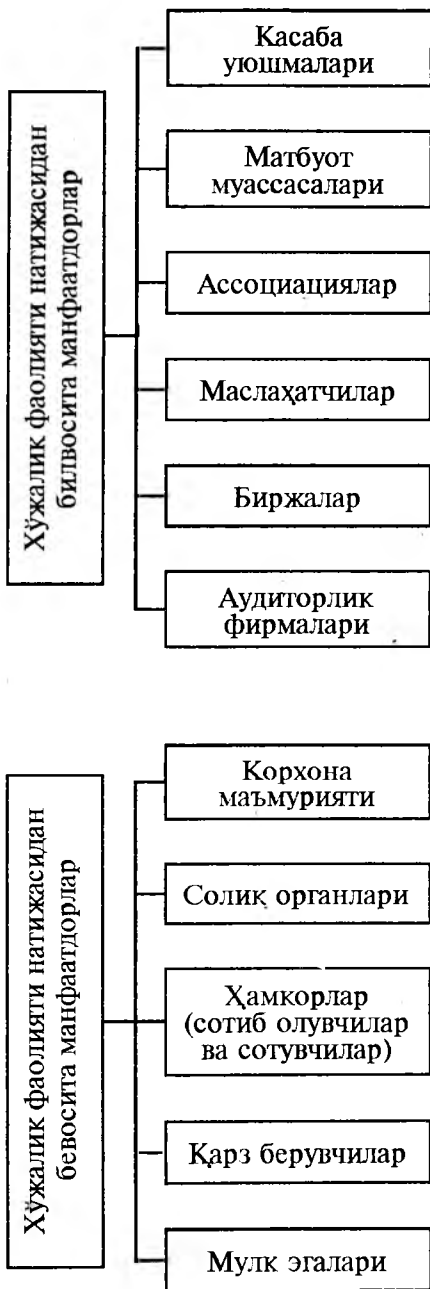 Хўжалик фаолияти натижасидан
билвосита манфаатдорлар
Касаба
уюшмалари
Матбуот
муассасалари
Ассоциациялар
Маслаҳатчилар
Биржалар
Аудиторлик
фирмалари
Хўжалик фаолияти натижасидан
бевосита манфаатдорлар
Корхона
маъмурияти
Солиқ органлари
Ҳамкорлар
(сотиб олувчилар
ва сотувчилар)
Қарз берувчилар
Мулк эгалари